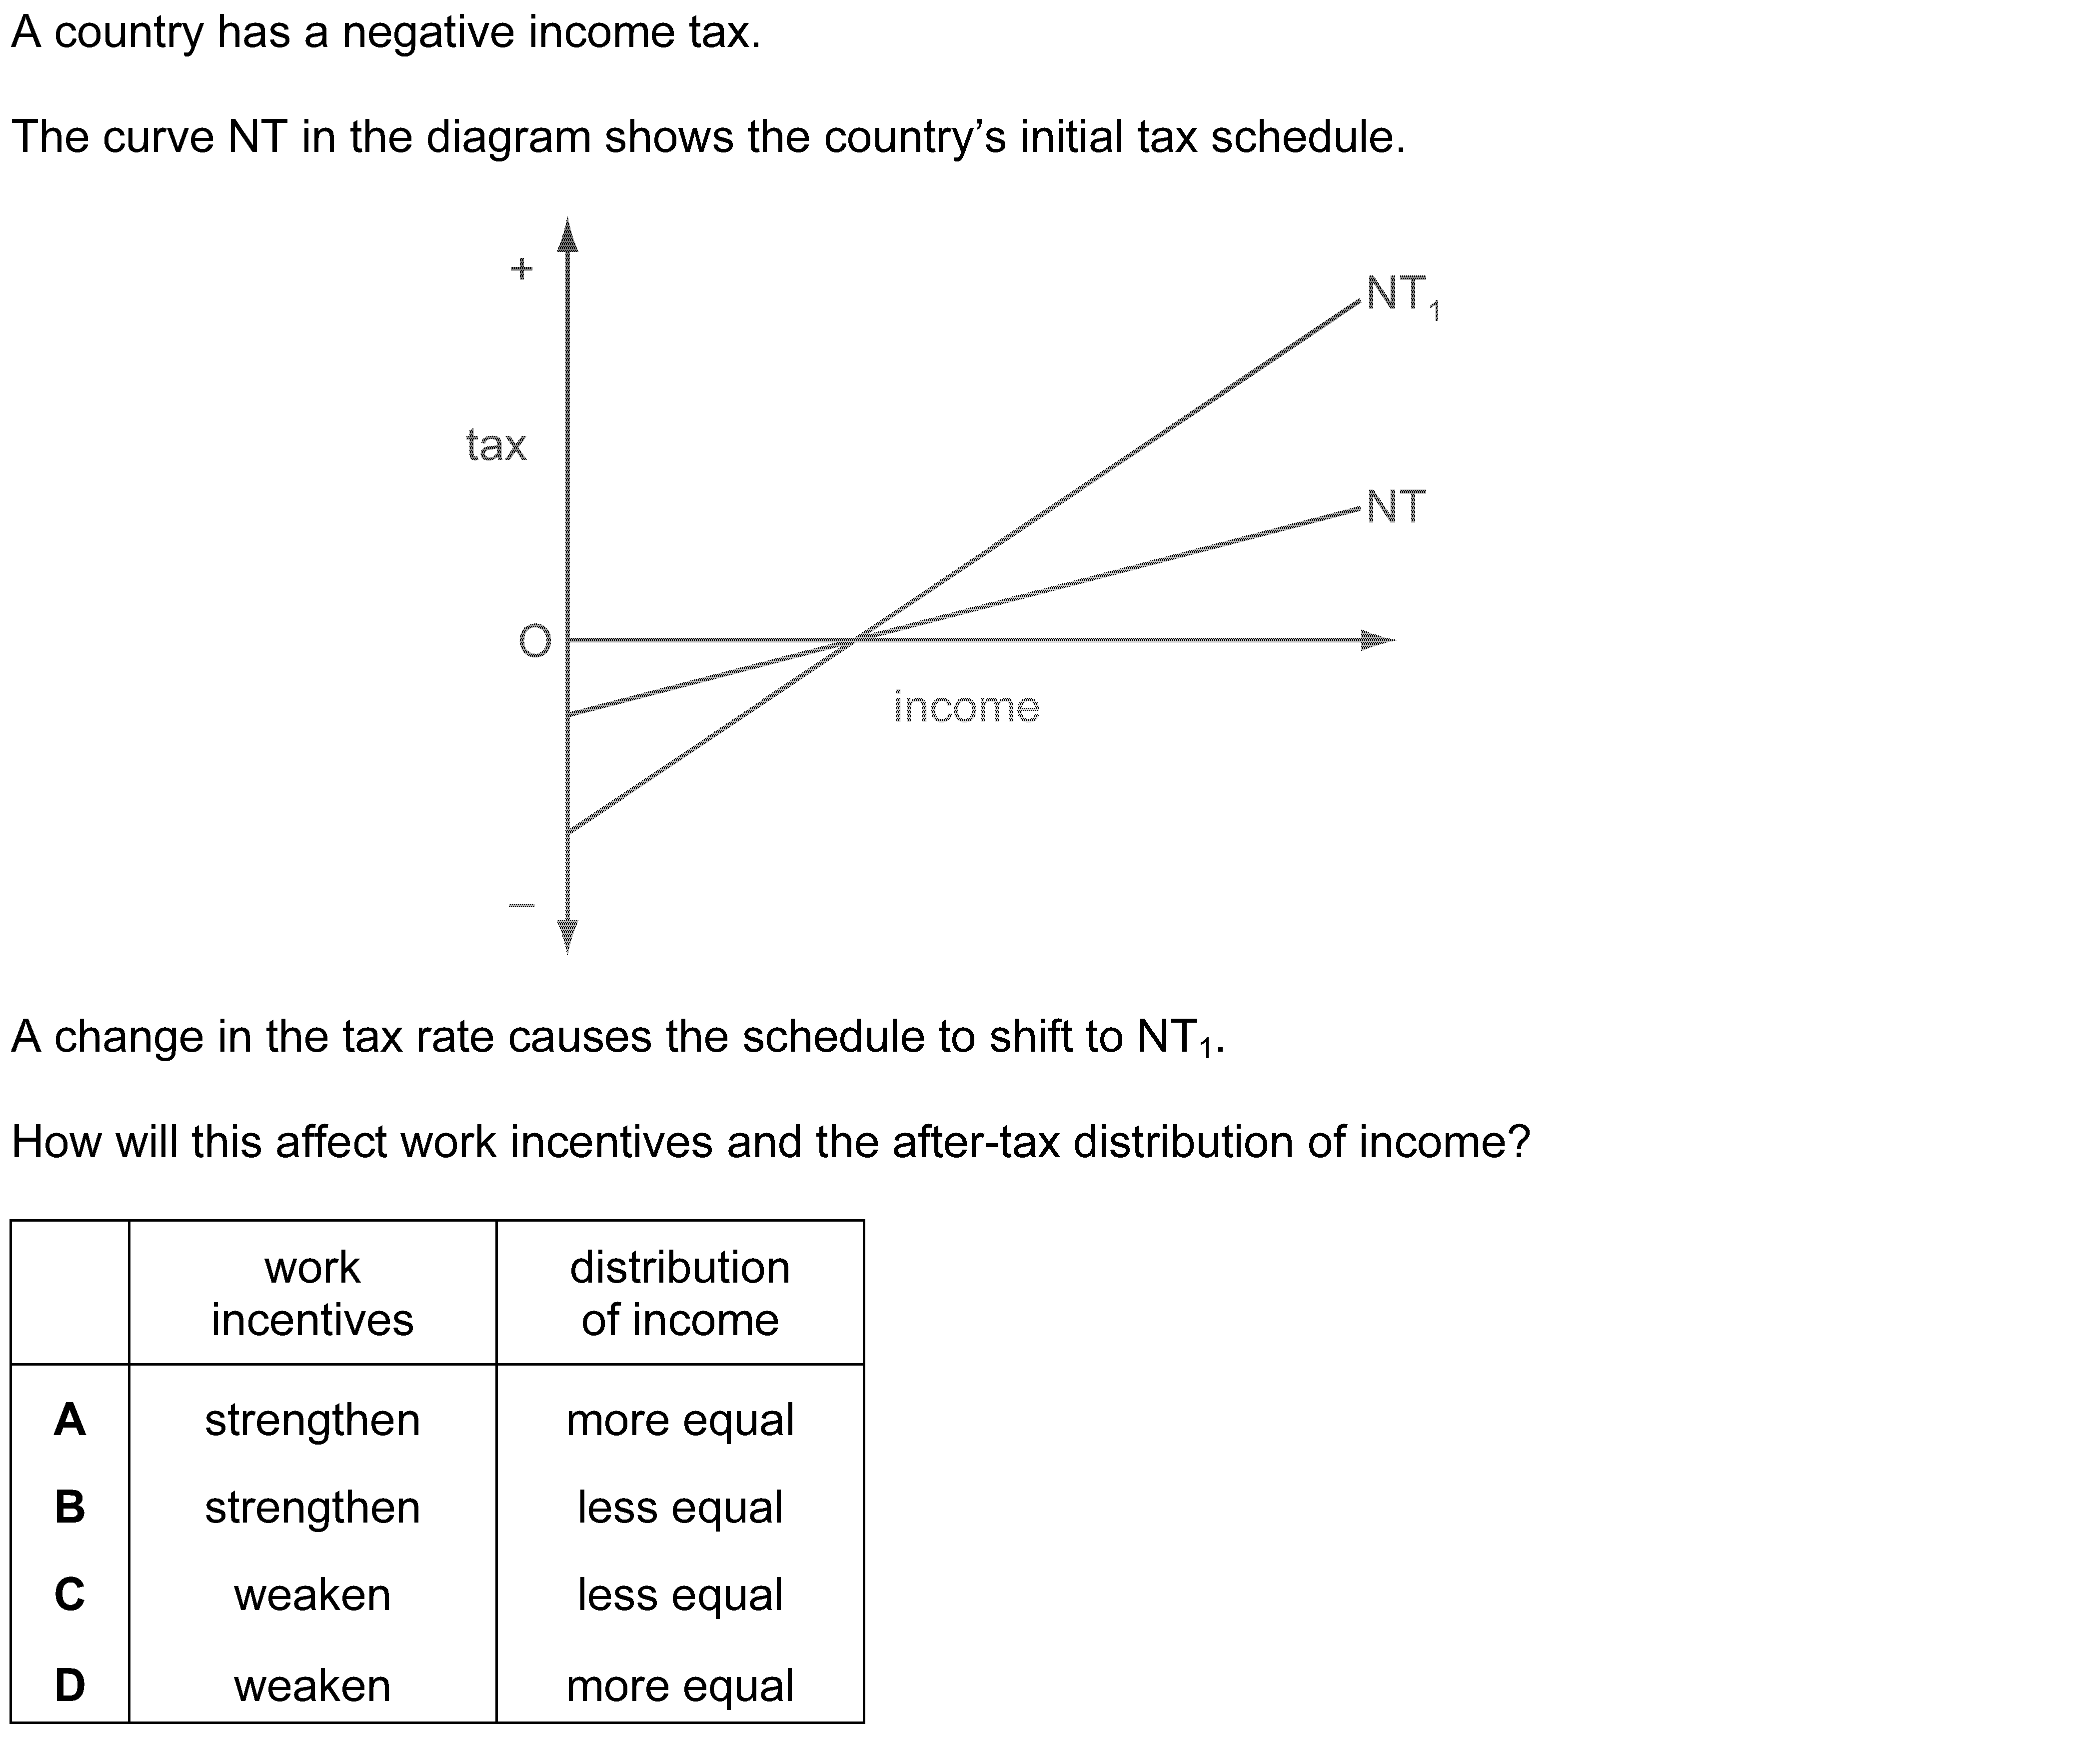 A country has a negative income tax.
The curve NT in the diagram shows the country’s initial tax schedule.
+
NT₁
tax
NT
O
income
–
A change in the tax rate causes the schedule to shift to NT₁.
How will this affect work incentives and the after-tax distribution of income?
work distribution
incentives of income
A strengthen more equal
B strengthen less equal
C weaken less equal
D weaken more equal